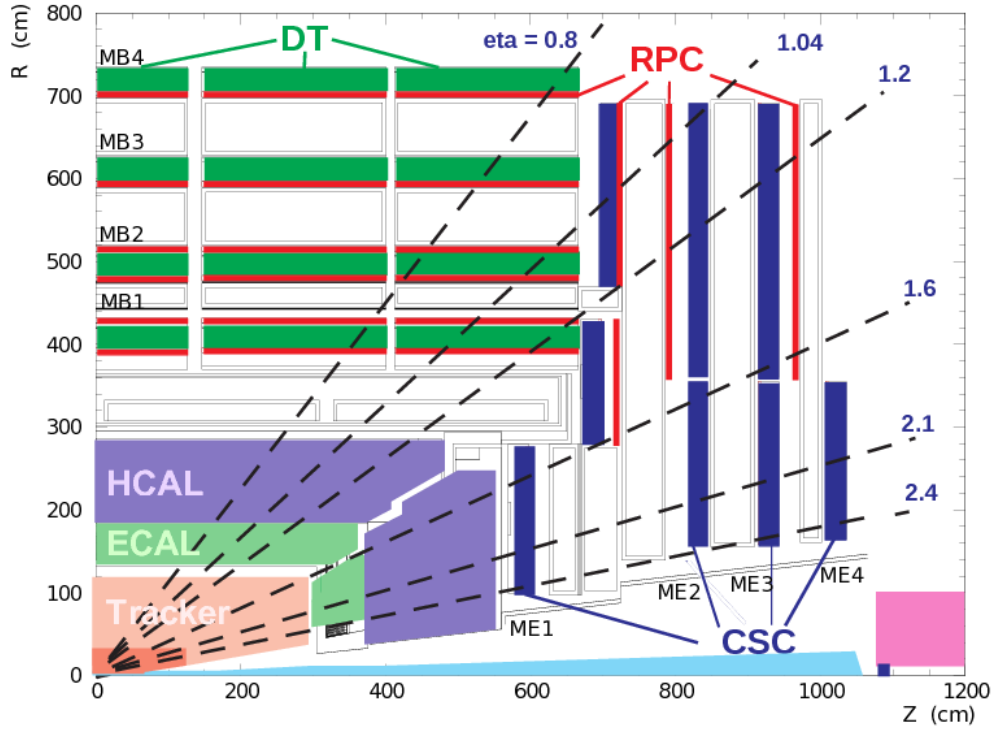 800
R (cm)
DT
eta = 0.8
1.04
MB4
RPC
1.2
700
MB3
600
MB2
500
MB1
1.6
400
300
2.1
HCAL
2.4
200
ECAL
100
Tracker
ME2
ME3
ME4
ME1
CSC
0
0
200
400
600
800
1000
1200
Z (cm)